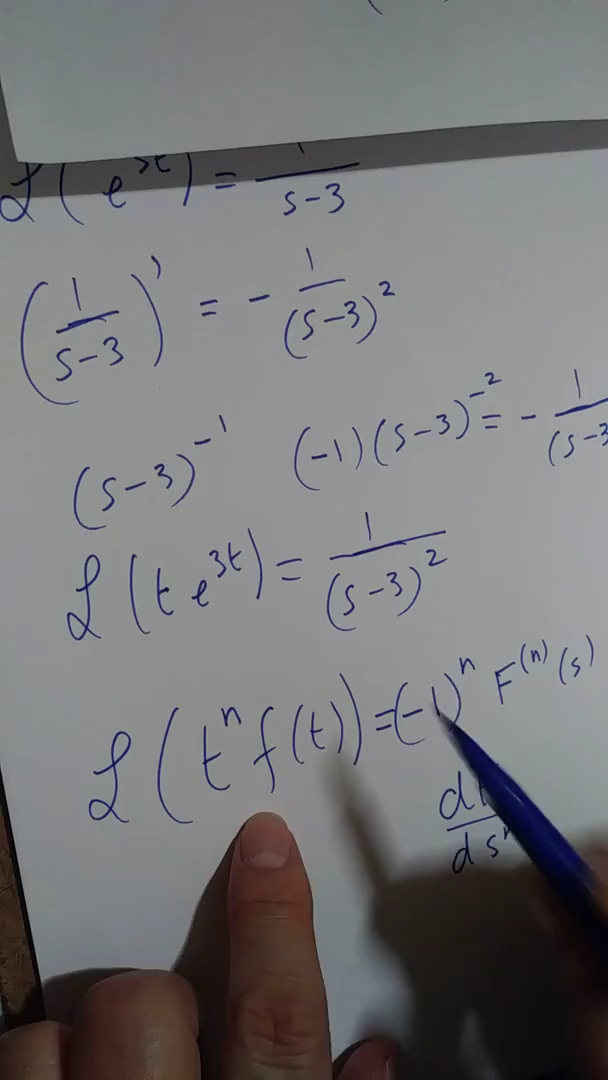 ℒ(e^{3t}) = 1/(s-3)
(1/(s-3))' = - 1/(s-3)^2
(s-3)^{-1} (-1)(s-3)^{-2} = - 1/(s-3
ℒ(t e^{3t}) = 1/(s-3)^2
ℒ(t^n f(t)) = (-1)^n F^{(n)}(s)
d/ds^n